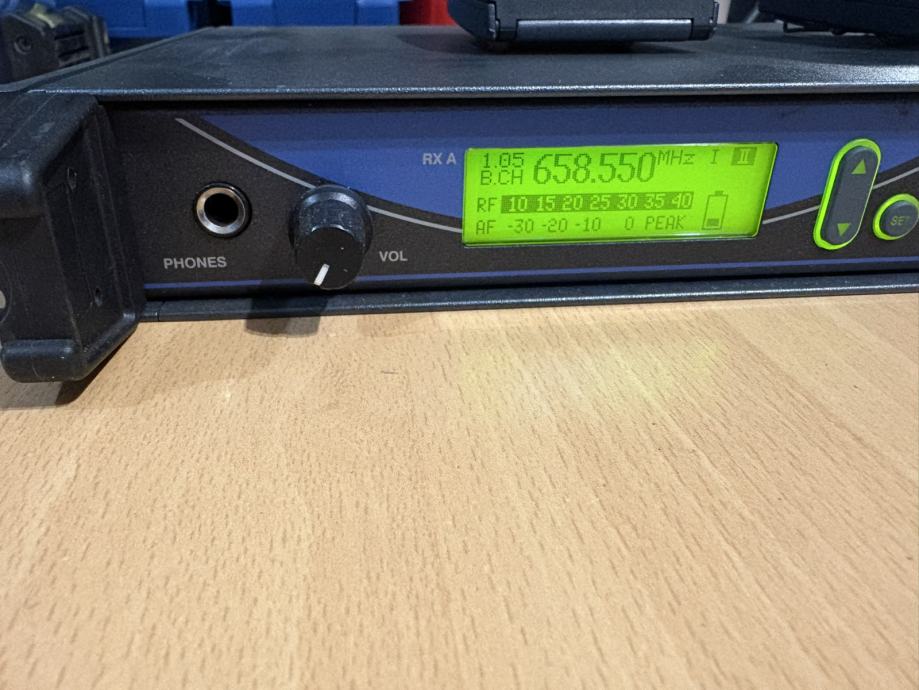 RX A
1.05 658.550 MHz I II
B.CH
RF 10 15 20 25 30 35 40
AF -30 -20 -10 0 PEAK
SET
PHONES
VOL